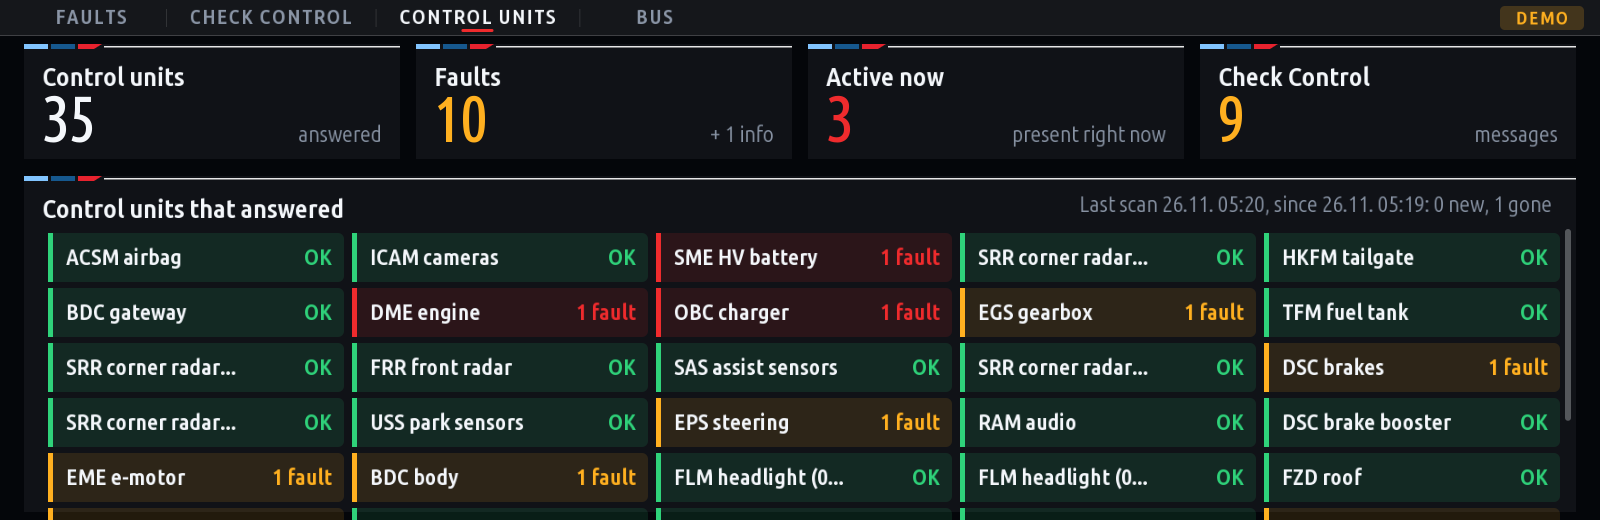 FAULTS CHECK CONTROL CONTROL UNITS BUS DEMO
Control units Faults Active now Check Control
35 answered 10 + 1 info 3 present right now 9 messages
Control units that answered Last scan 26.11. 05:20, since 26.11. 05:19: 0 new, 1 gone
ACSM airbag OK ICAM cameras OK SME HV battery 1 fault SRR corner radar... OK HKFM tailgate OK
BDC gateway OK DME engine 1 fault OBC charger 1 fault EGS gearbox 1 fault TFM fuel tank OK
SRR corner radar... OK FRR front radar OK SAS assist sensors OK SRR corner radar... OK DSC brakes 1 fault
SRR corner radar... OK USS park sensors OK EPS steering 1 fault RAM audio OK DSC brake booster OK
EME e-motor 1 fault BDC body 1 fault FLM headlight (0... OK FLM headlight (0... OK FZD roof OK